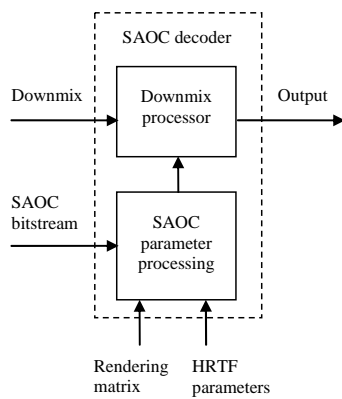 SAOC decoder
Downmix
Downmix
processor
Output
SAOC
bitstream
SAOC
parameter
processing
Rendering
matrix
HRTF
parameters